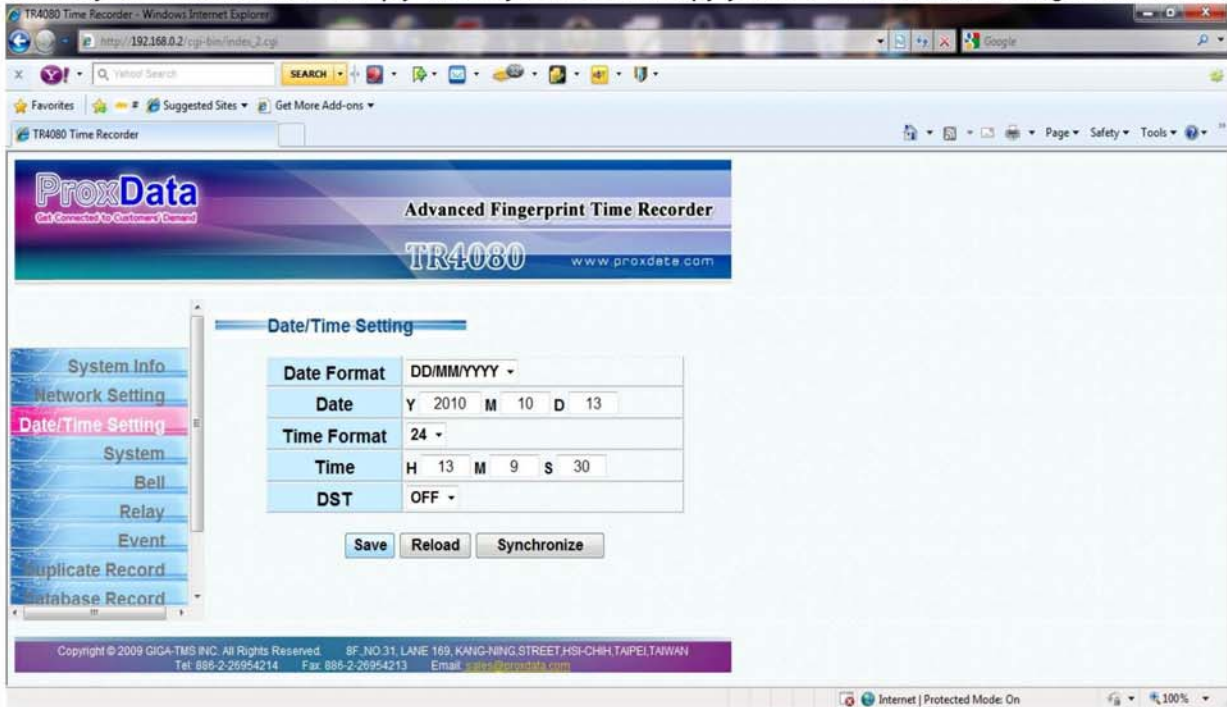 TR4080 Time Recorder - Windows Internet Explorer
http://192.168.0.2/cgi-bin/index_2.cgi
Google
Yahoo! Search
SEARCH
Favorites
Suggested Sites
Get More Add-ons
TR4080 Time Recorder
Page
Safety
Tools
ProxData
Get Connected to Customers' Demand
Advanced Fingerprint Time Recorder
TR4080
www.proxdata.com
System Info
Network Setting
Date/Time Setting
System
Bell
Relay
Event
Duplicate Record
Database Record
Date/Time Setting
Date Format DD/MM/YYYY
Date Y 2010 M 10 D 13
Time Format 24
Time H 13 M 9 S 30
DST OFF
Save Reload Synchronize
Copyright © 2009 GIGA-TMS INC. All Rights Reserved. 8F.,NO.31, LANE 169, KANG-NING,STREET,HSI-CHIH,TAIPEI,TAIWAN
Tel: 886-2-26954214 Fax: 886-2-26954213 Email: sales@proxdata.com
Internet | Protected Mode: On
100%